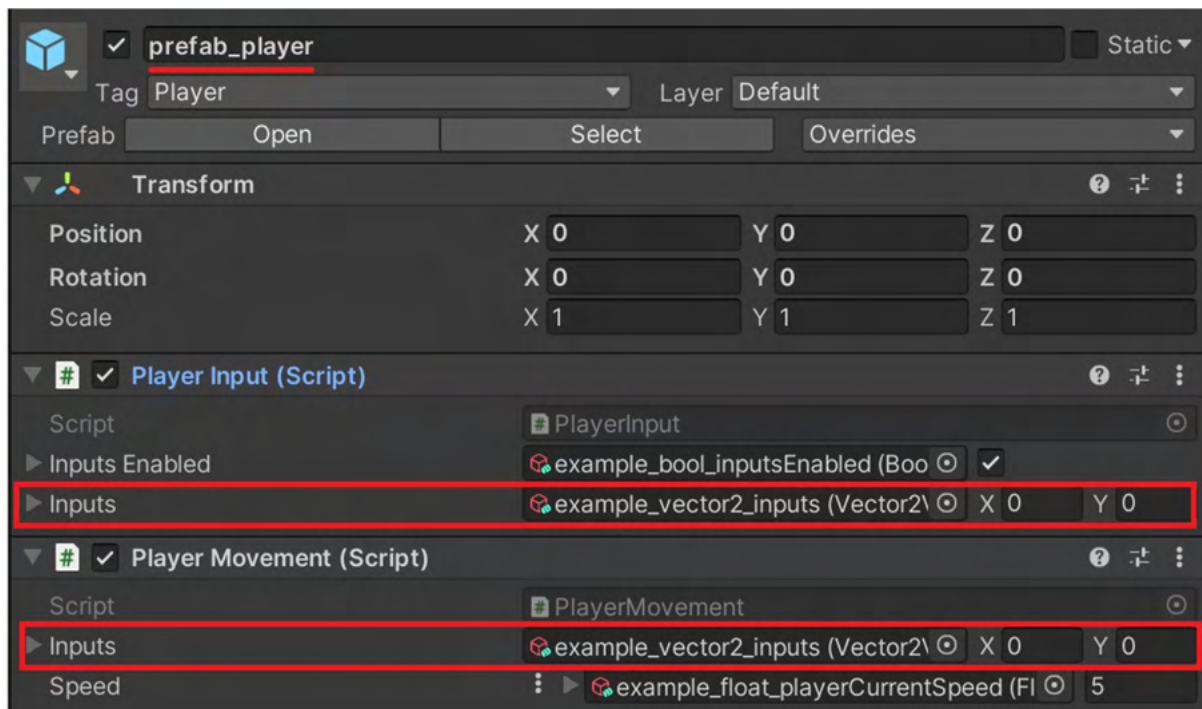 prefab_player Static
Tag Player Layer Default
Prefab Open Select Overrides
Transform
Position X 0 Y 0 Z 0
Rotation X 0 Y 0 Z 0
Scale X 1 Y 1 Z 1
# Player Input (Script)
Script # PlayerInput
Inputs Enabled example_bool_inputsEnabled (Boo
Inputs example_vector2_inputs (Vector2\ X 0 Y 0
# Player Movement (Script)
Script # PlayerMovement
Inputs example_vector2_inputs (Vector2\ X 0 Y 0
Speed example_float_playerCurrentSpeed (Fl 5